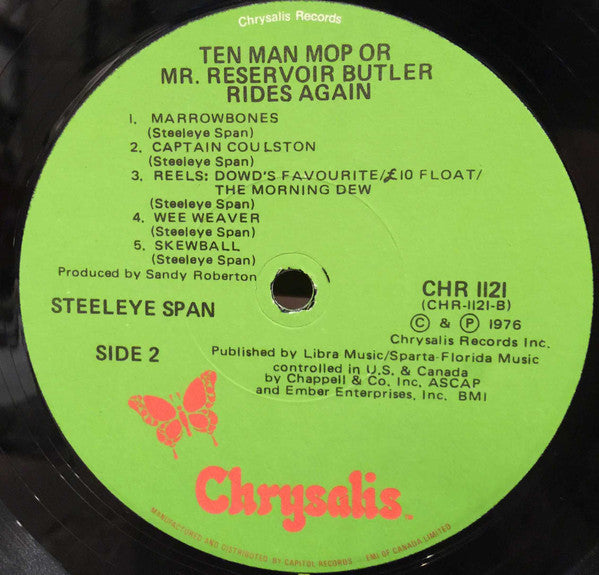 Chrysalis Records
TEN MAN MOP OR
MR. RESERVOIR BUTLER
RIDES AGAIN
1. MARROWBONES
(Steeleye Span)
2. CAPTAIN COULSTON
(Steeleye Span)
3. REELS: DOWD'S FAVOURITE/£10 FLOAT/
THE MORNING DEW
(Steeleye Span)
4. WEE WEAVER
(Steeleye Span)
5. SKEWBALL
(Steeleye Span)
Produced by Sandy Roberton
STEELEYE SPAN
CHR 1121
(CHR-1121-B)
© & ℗ 1976
Chrysalis Records Inc.
SIDE 2
Published by Libra Music/Sparta-Florida Music
controlled in U.S. & Canada
by Chappell & Co, Inc, ASCAP
and Ember Enterprises, Inc. BMI
Chrysalis™
MANUFACTURED AND DISTRIBUTED BY CAPITOL RECORDS - EMI OF CANADA LIMITED